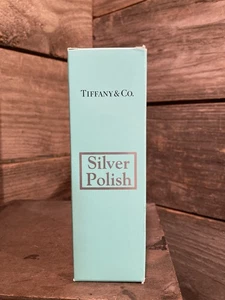 TIFFANY & CO.
Silver
Polish